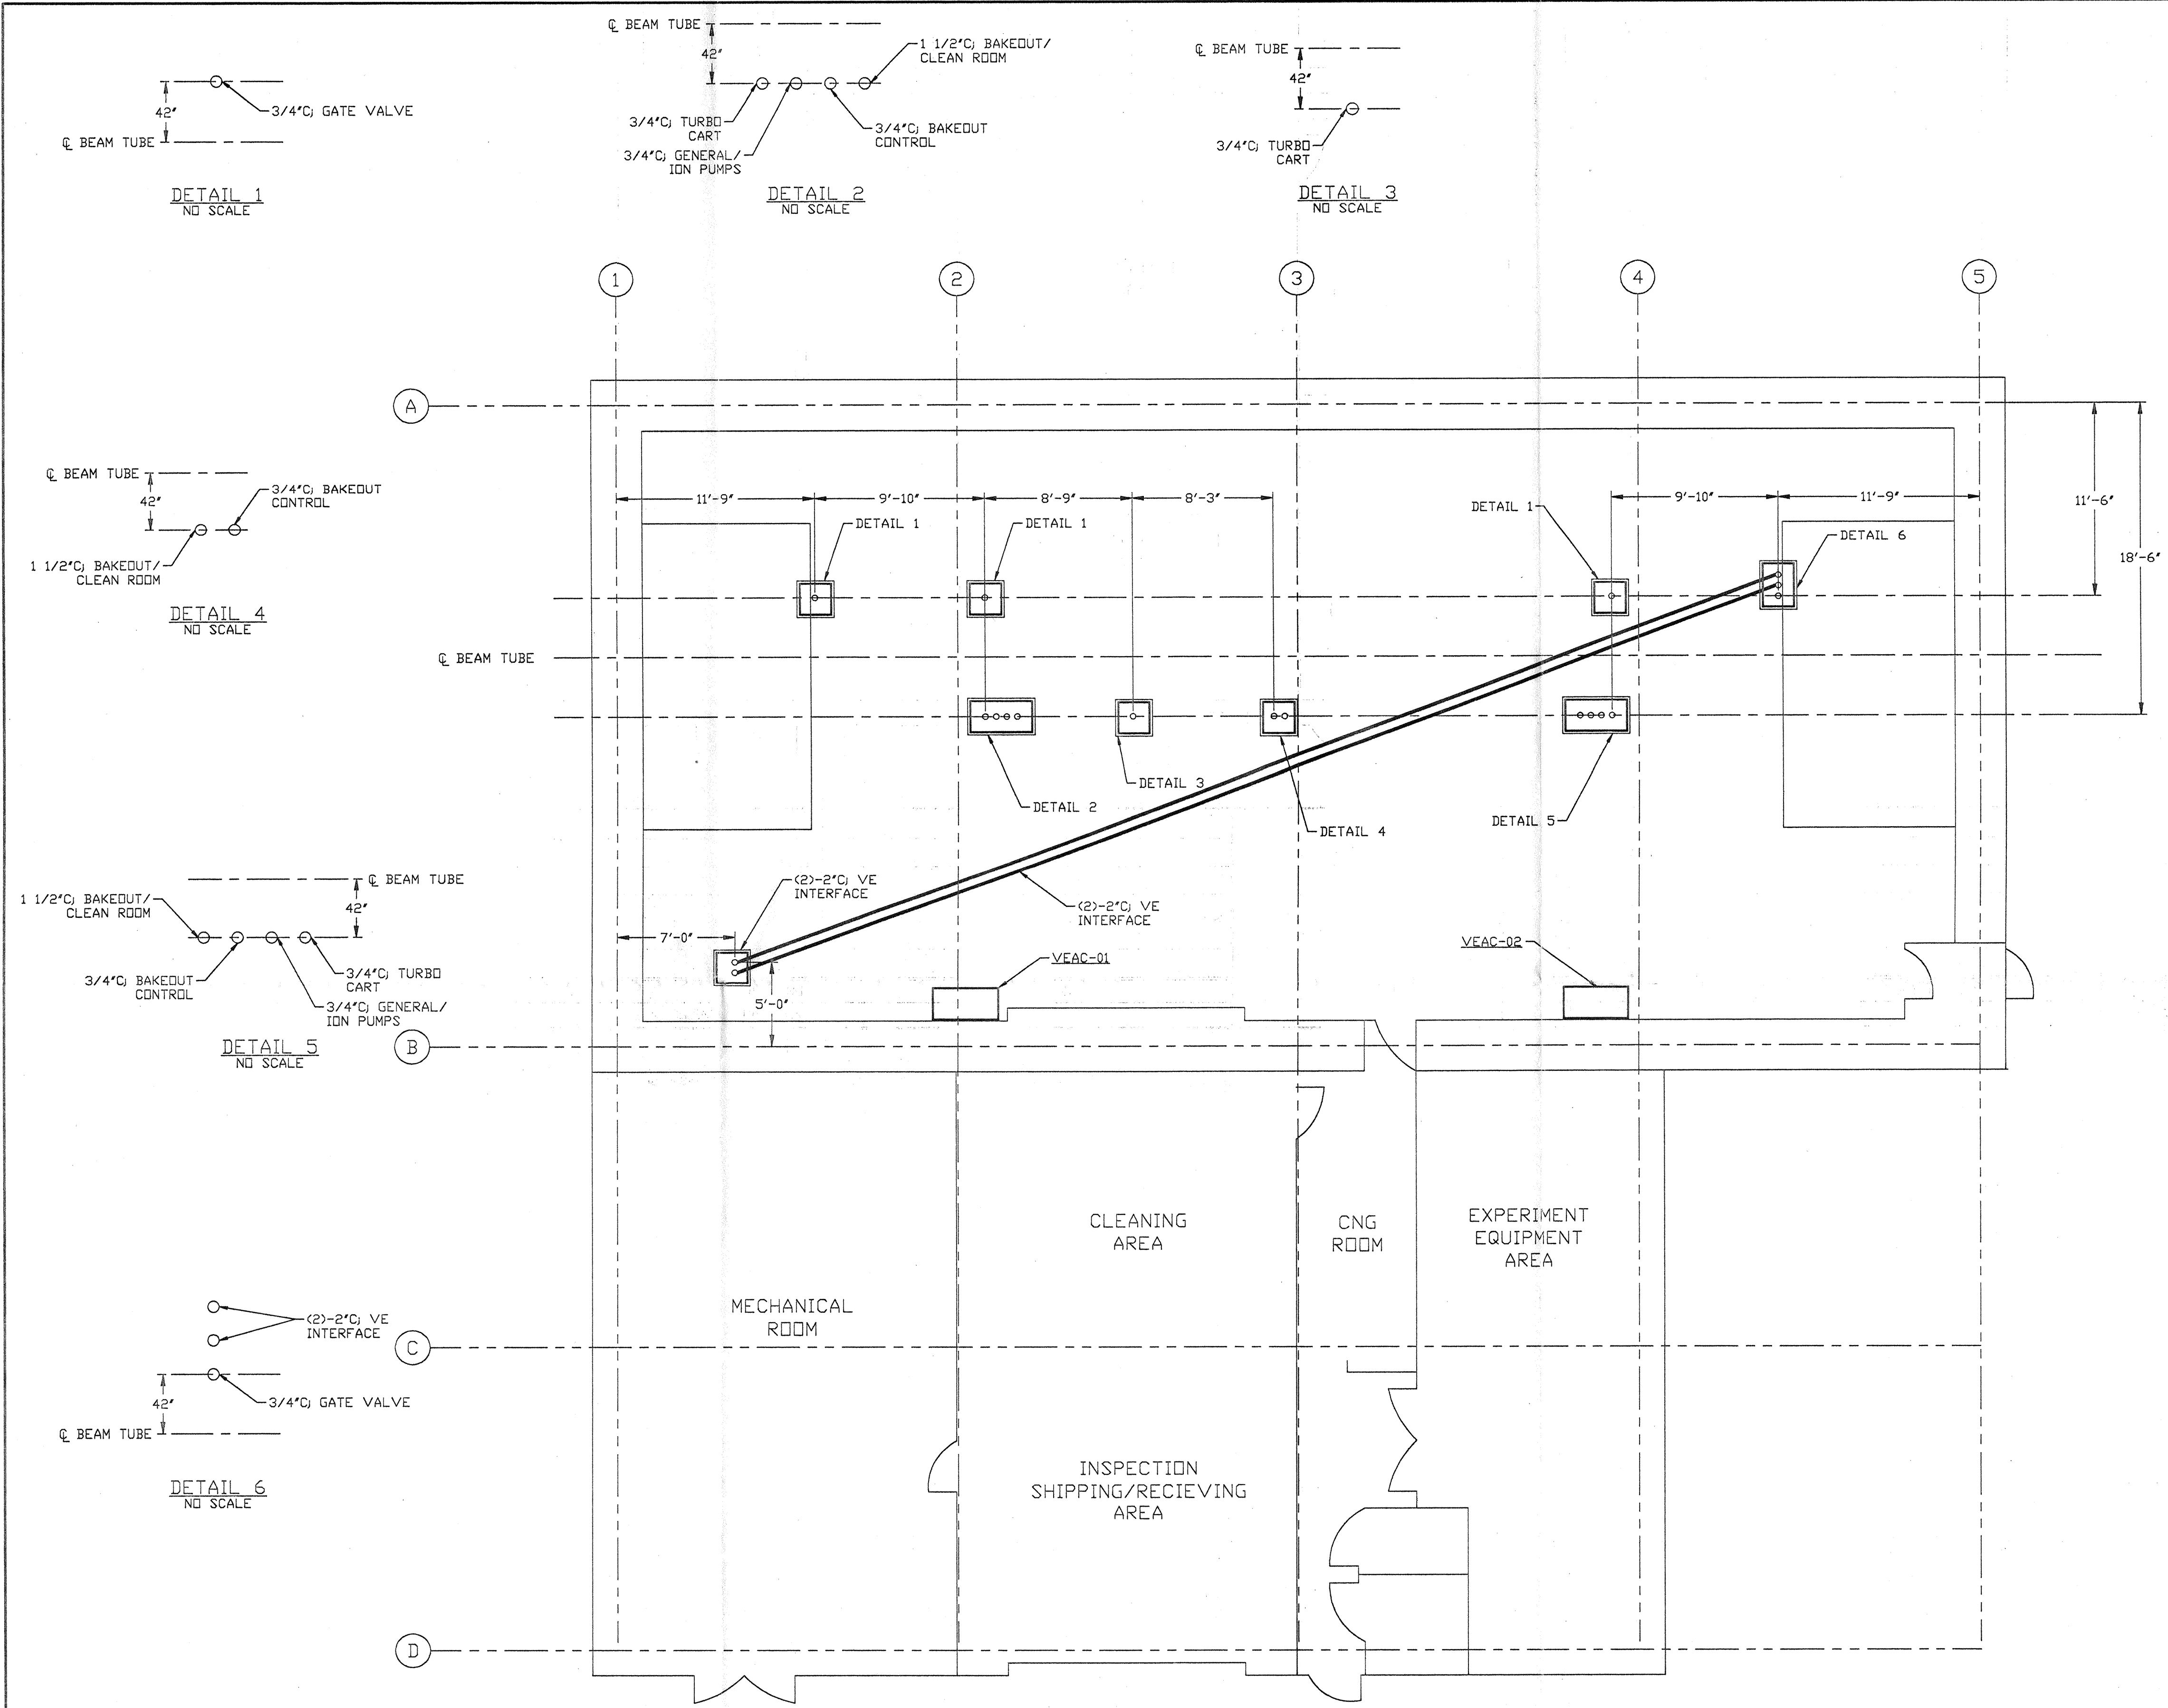 ℄ BEAM TUBE
42"
1 1/2"C; BAKEOUT/
CLEAN ROOM
3/4"C; TURBO
CART
3/4"C; GENERAL/
ION PUMPS
3/4"C; BAKEOUT
CONTROL
DETAIL 2
NO SCALE
42"
3/4"C; GATE VALVE
℄ BEAM TUBE
DETAIL 1
NO SCALE
℄ BEAM TUBE
42"
3/4"C; TURBO
CART
DETAIL 3
NO SCALE
1
2
3
4
5
A
℄ BEAM TUBE
42"
3/4"C; BAKEOUT
CONTROL
1 1/2"C; BAKEOUT/
CLEAN ROOM
DETAIL 4
NO SCALE
11'-9"
9'-10"
8'-9"
8'-3"
9'-10"
11'-9"
11'-6"
18'-6"
DETAIL 1
DETAIL 1
DETAIL 1
DETAIL 6
℄ BEAM TUBE
DETAIL 2
DETAIL 3
DETAIL 4
DETAIL 5
℄ BEAM TUBE
42"
1 1/2"C; BAKEOUT/
CLEAN ROOM
3/4"C; BAKEOUT
CONTROL
3/4"C; TURBO
CART
3/4"C; GENERAL/
ION PUMPS
DETAIL 5
NO SCALE
(2)-2"C; VE
INTERFACE
(2)-2"C; VE
INTERFACE
7'-0"
5'-0"
VEAC-01
VEAC-02
B
CLEANING
AREA
CNG
ROOM
EXPERIMENT
EQUIPMENT
AREA
MECHANICAL
ROOM
(2)-2"C; VE
INTERFACE
42"
3/4"C; GATE VALVE
℄ BEAM TUBE
DETAIL 6
NO SCALE
C
INSPECTION
SHIPPING/RECIEVING
AREA
D